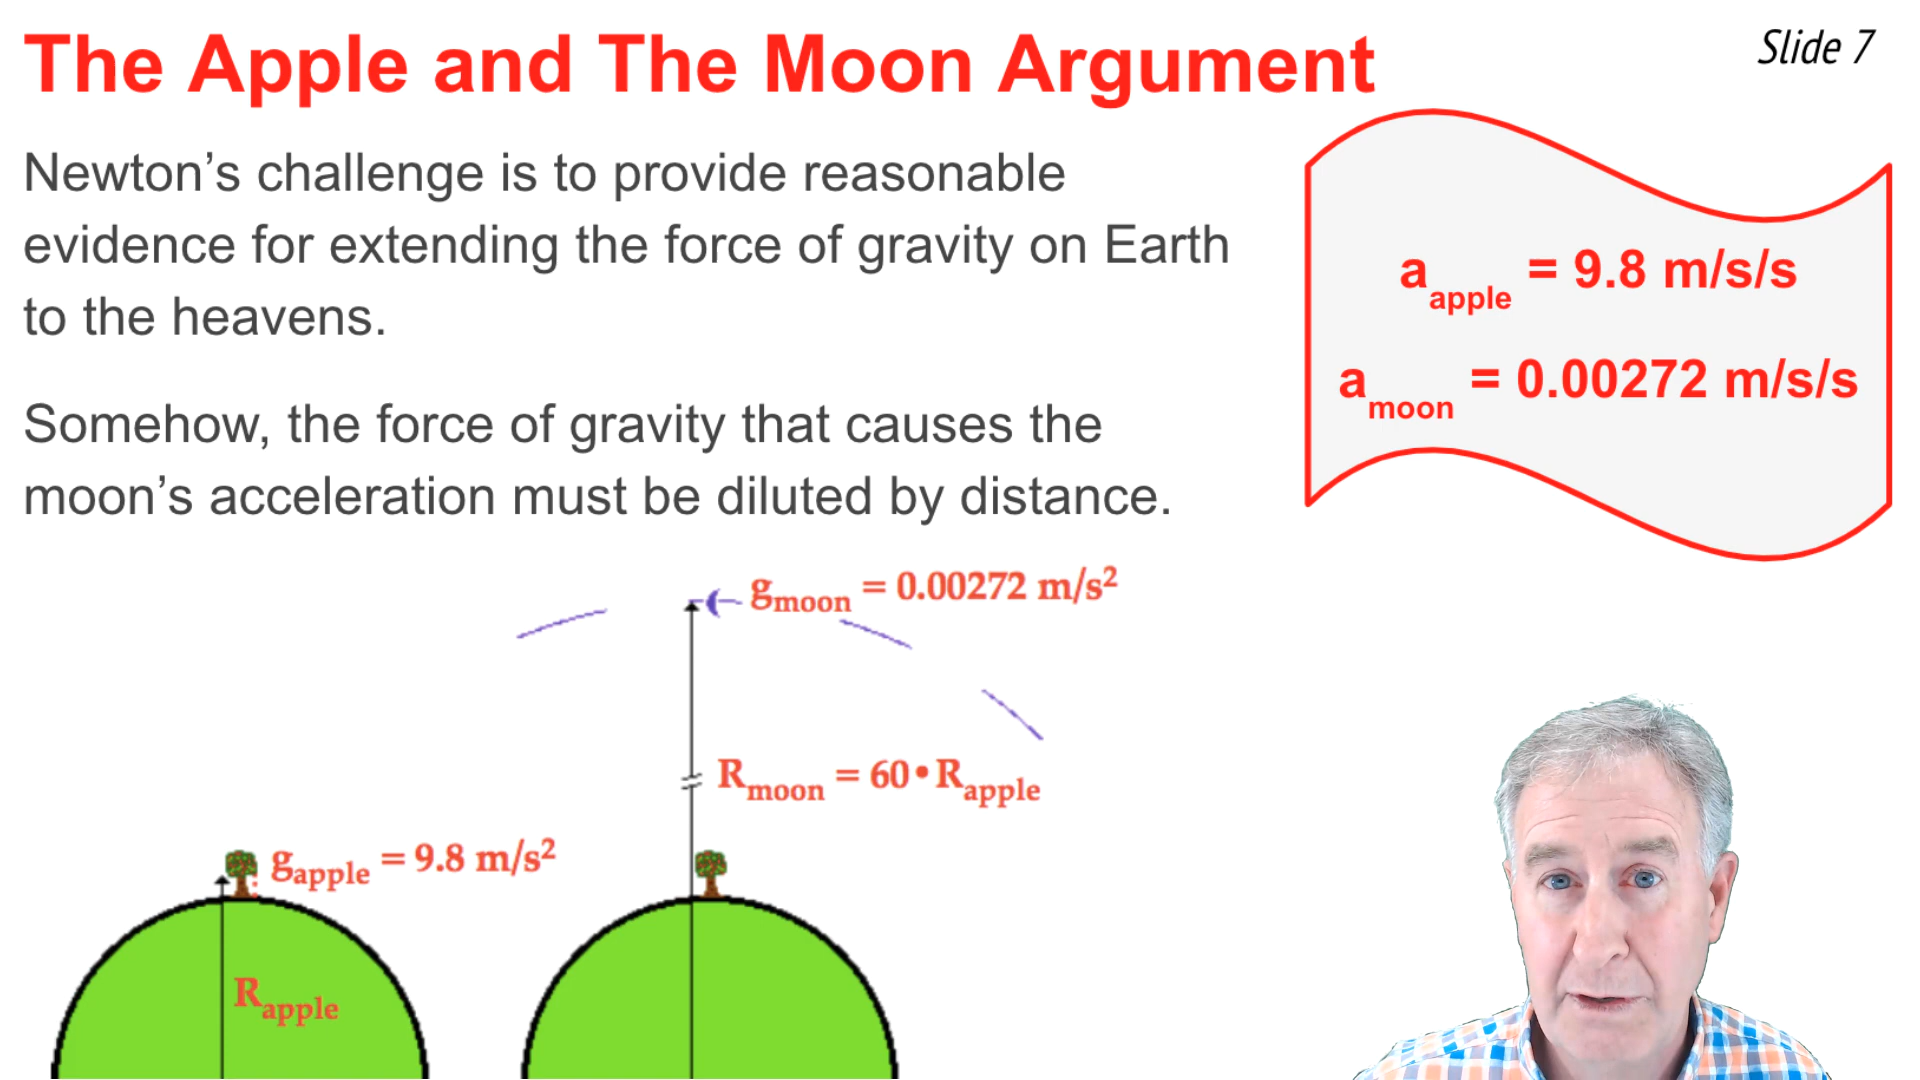 The Apple and The Moon Argument
Slide 7
Newton’s challenge is to provide reasonable
evidence for extending the force of gravity on Earth
to the heavens.
Somehow, the force of gravity that causes the
moon’s acceleration must be diluted by distance.
a apple = 9.8 m/s/s
a moon = 0.00272 m/s/s
g moon = 0.00272 m/s²
R moon = 60•R apple
g apple = 9.8 m/s²
R apple